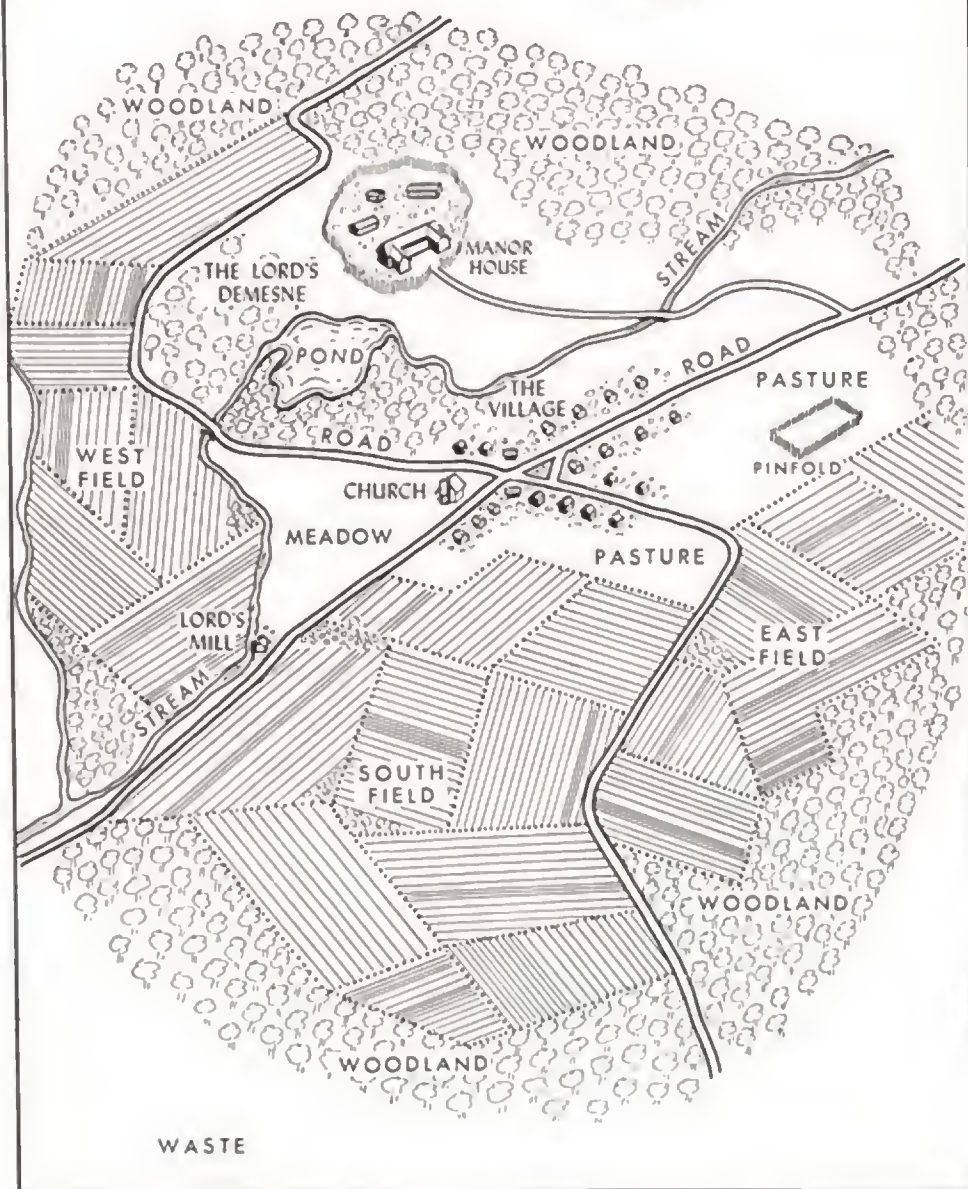 WOODLAND
WOODLAND
STREAM
MANOR
HOUSE
THE LORD'S
DEMESNE
POND
ROAD
THE
VILLAGE
PASTURE
ROAD
WEST
FIELD
PINFOLD
CHURCH
MEADOW
PASTURE
LORD'S
MILL
EAST
FIELD
STREAM
SOUTH
FIELD
WOODLAND
WOODLAND
WASTE